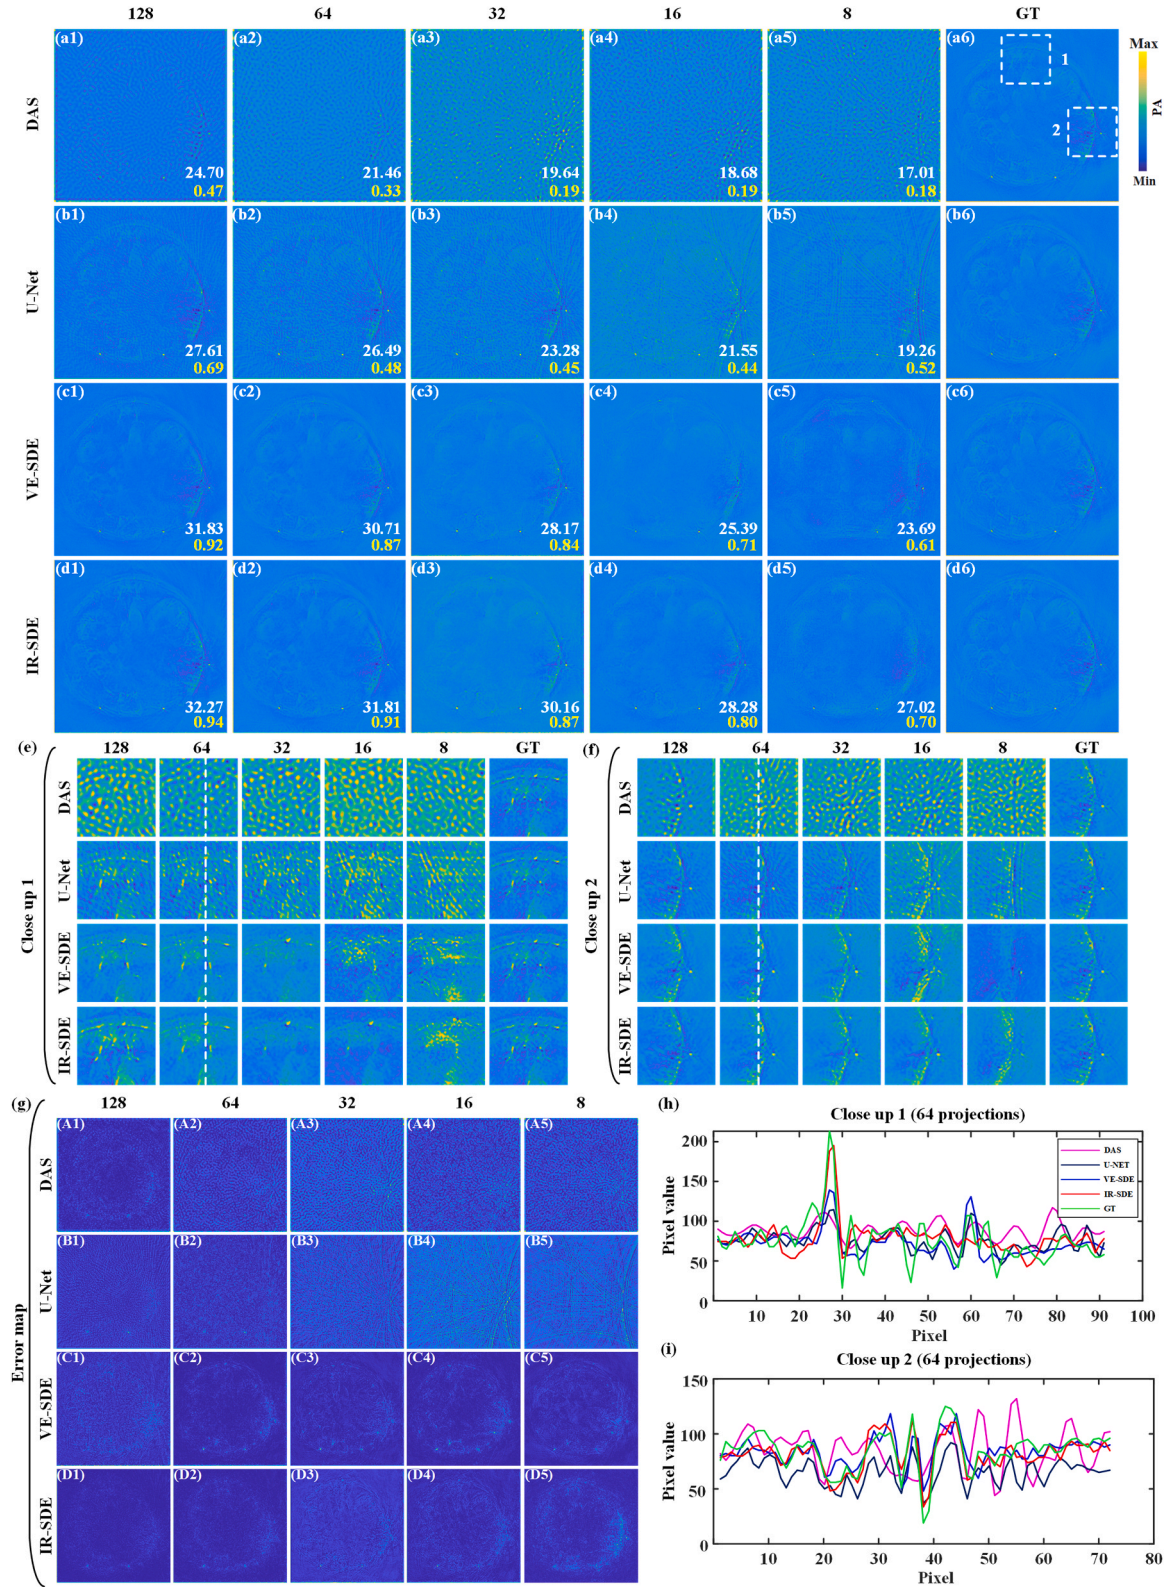 128 64 32 16 8 GT
DAS (a1) (a2) (a3) (a4) (a5) (a6) 1 2 Max
PA
Min
24.70 21.46 19.64 18.68 17.01
0.47 0.33 0.19 0.19 0.18
U-Net (b1) (b2) (b3) (b4) (b5) (b6)
27.61 26.49 23.28 21.55 19.26
0.69 0.48 0.45 0.44 0.52
VE-SDE (c1) (c2) (c3) (c4) (c5) (c6)
31.83 30.71 28.17 25.39 23.69
0.92 0.87 0.84 0.71 0.61
IR-SDE (d1) (d2) (d3) (d4) (d5) (d6)
32.27 31.81 30.16 28.28 27.02
0.94 0.91 0.87 0.80 0.70
(e) 128 64 32 16 8 GT
Close up 1
DAS
U-Net
VE-SDE
IR-SDE
(f) 128 64 32 16 8 GT
Close up 2
DAS
U-Net
VE-SDE
IR-SDE
(g) 128 64 32 16 8
Error map
DAS (A1) (A2) (A3) (A4) (A5)
U-Net (B1) (B2) (B3) (B4) (B5)
VE-SDE (C1) (C2) (C3) (C4) (C5)
IR-SDE (D1) (D2) (D3) (D4) (D5)
(h) Close up 1 (64 projections)
Pixel value
200
150
100
50
0
10 20 30 40 50 60 70 80 90 100
Pixel
DAS
U-NET
VE-SDE
IR-SDE
GT
(i) Close up 2 (64 projections)
Pixel value
150
100
50
0
10 20 30 40 50 60 70 80
Pixel